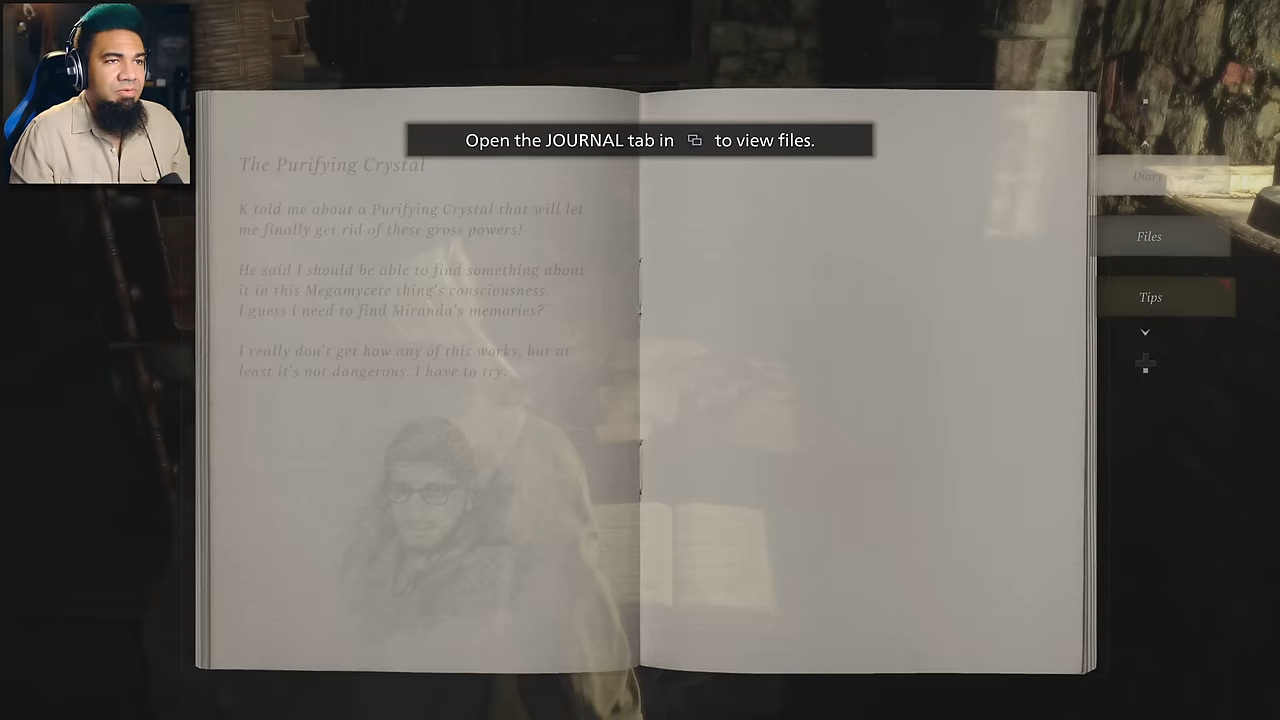 Open the JOURNAL tab in to view files.
The Purifying Crystal
K told me about a Purifying Crystal that will let
me finally get rid of these gross powers!
He said I should be able to find something about
it in this Megamycete thing's consciousness.
I guess I need to find Miranda's memories?
I really don't get how any of this works, but at
least it's not dangerous. I have to try.
Diary
Files
Tips